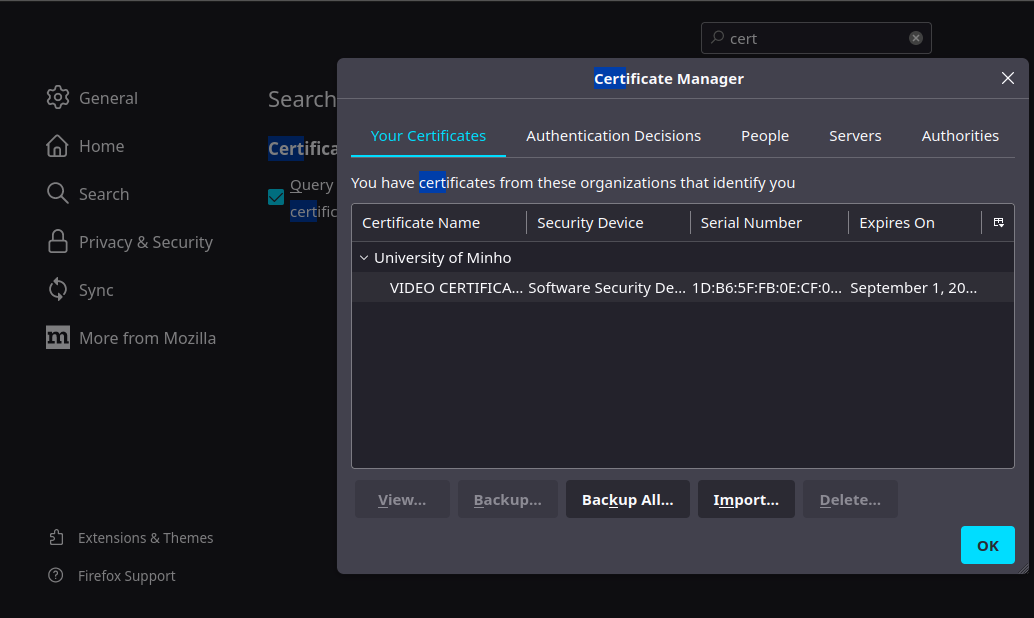 cert
Certificate Manager
General
Home
Search
Privacy & Security
Sync
More from Mozilla
Extensions & Themes
Firefox Support
Search
Certifica
Query
certific
Your Certificates Authentication Decisions People Servers Authorities
You have certificates from these organizations that identify you
Certificate Name Security Device Serial Number Expires On
University of Minho
VIDEO CERTIFICA... Software Security De... 1D:B6:5F:FB:0E:CF:0... September 1, 20...
View... Backup... Backup All... Import... Delete...
OK